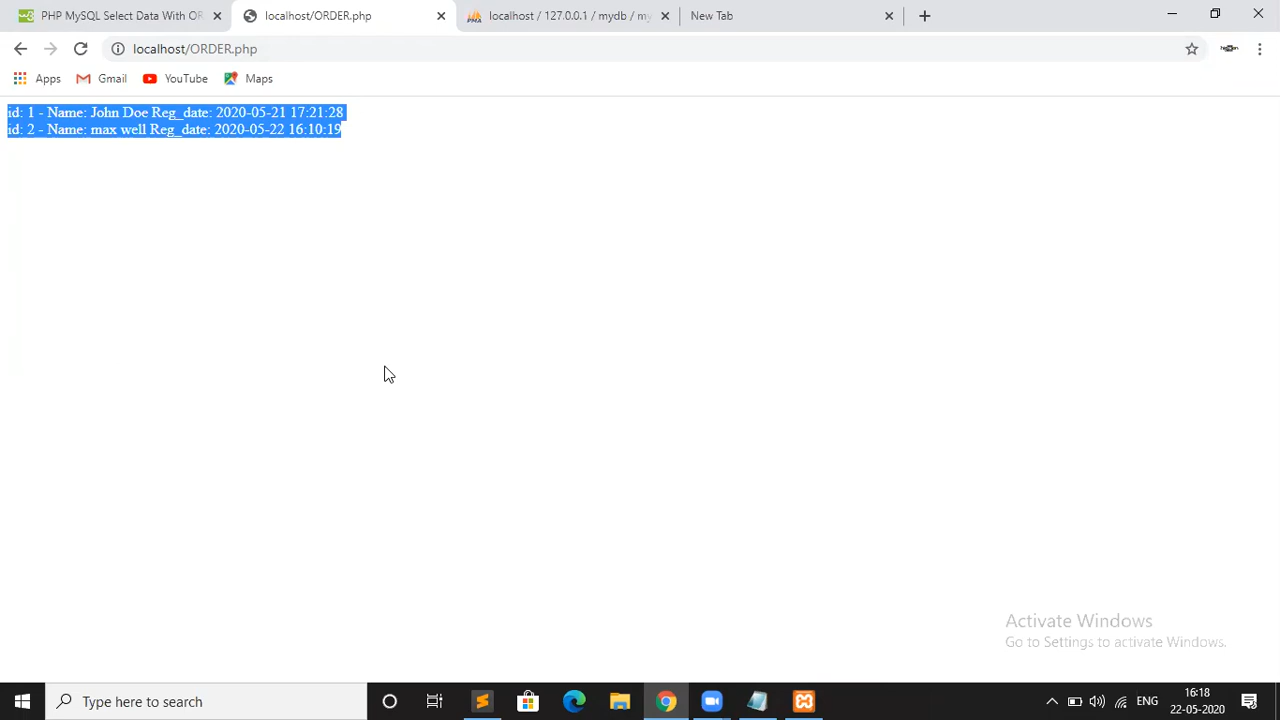 PHP MySQL Select Data With OR
localhost/ORDER.php
localhost / 127.0.0.1 / mydb / my
New Tab
localhost/ORDER.php
Apps
Gmail
YouTube
Maps
id: 1 - Name: John Doe Reg_date: 2020-05-21 17:21:28
id: 2 - Name: max well Reg_date: 2020-05-22 16:10:19
Activate Windows
Go to Settings to activate Windows.
Type here to search
ENG
16:18
22-05-2020